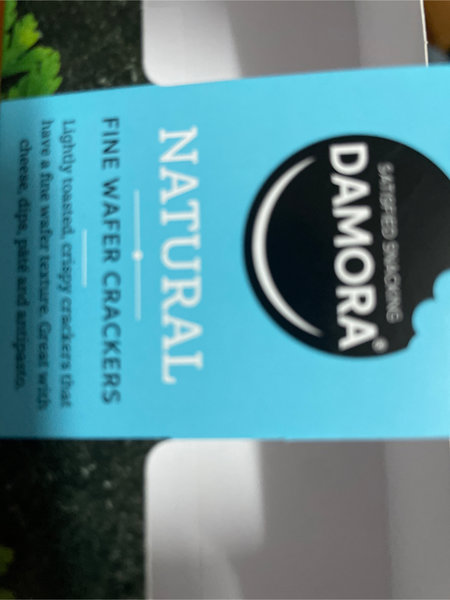 SATISFIED SNACKING
DAMORA®
NATURAL
FINE WAFER CRACKERS
Lightly toasted, crispy crackers that
have a fine wafer texture. Great with
cheese, dips, pâté and antipasto.